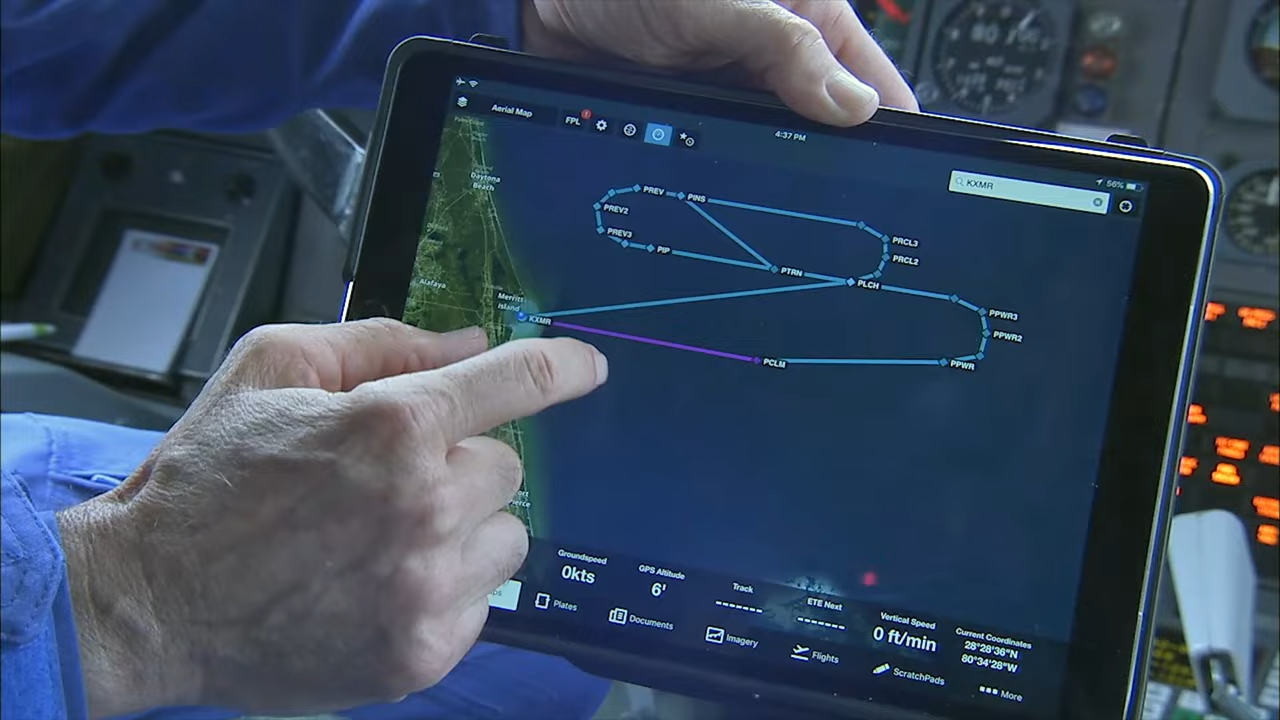 Aerial Map
FPL
4:37 PM
56%
KXMR
Daytona
Beach
Alafaya
Merritt
Island
KXMR
PREV
PINS
PREV2
PREV3
PIP
PTRN
PRCL3
PRCL2
PLCH
PPWR3
PPWR2
PPWR
PCLM
Groundspeed
0kts
GPS Altitude
6'
Track
-------
ETE Next
-------
Vertical Speed
0 ft/min
Current Coordinates
28°28'36"N
80°34'28"W
Plates
Documents
Imagery
Flights
ScratchPads
More